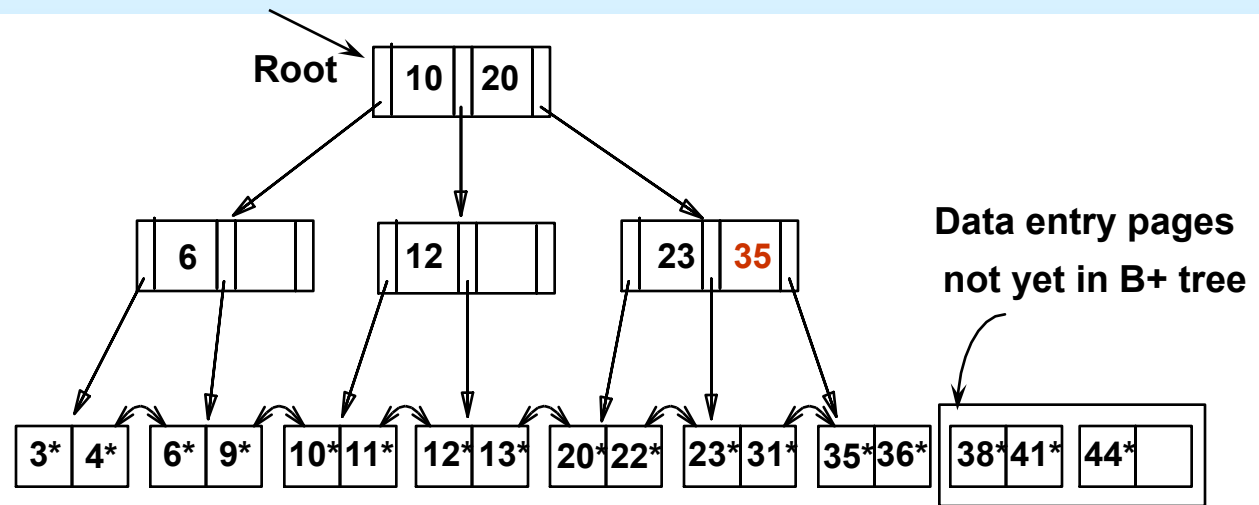 Root
10 20
6
12
23 35
Data entry pages
not yet in B+ tree
3* 4* 6* 9* 10* 11* 12* 13* 20* 22* 23* 31* 35* 36* 38* 41* 44*